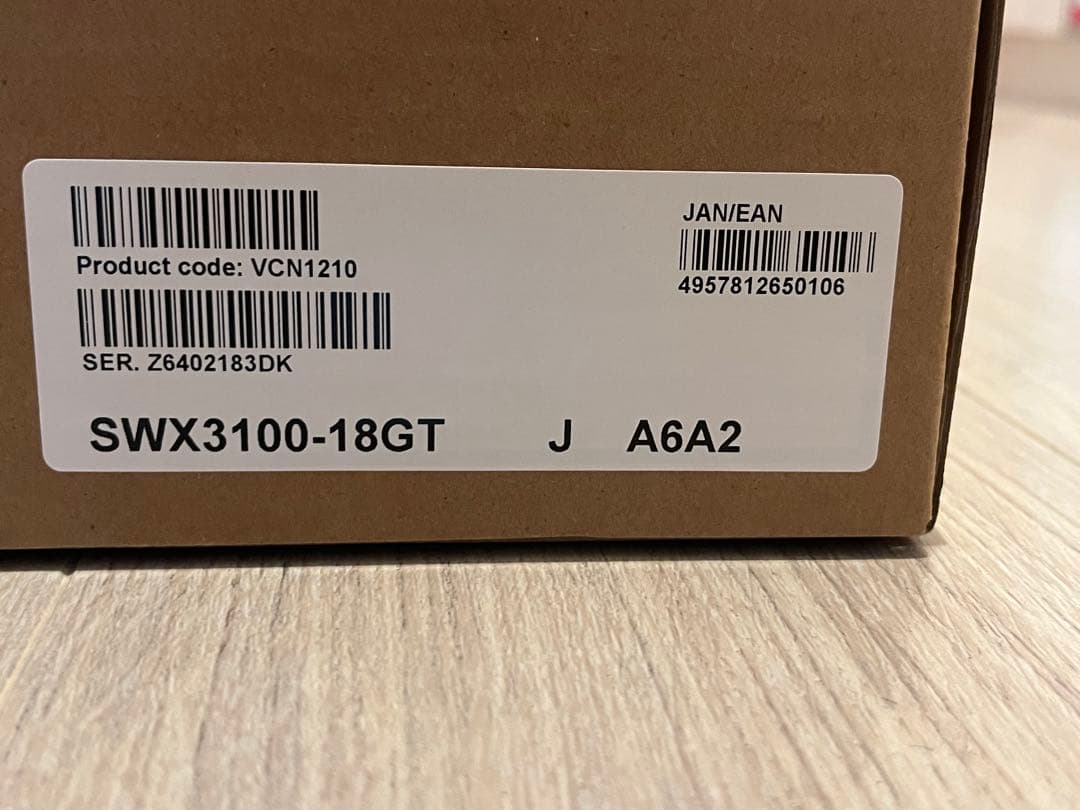 Product code: VCN1210
SER. Z6402183DK
JAN/EAN
4957812650106
SWX3100-18GT J A6A2